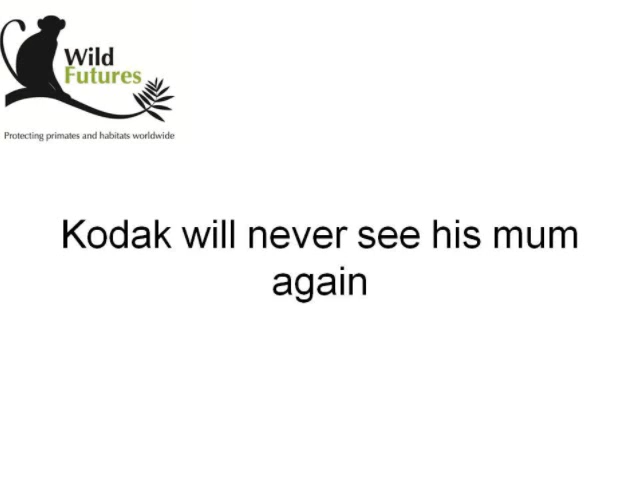 Wild
Futures
Protecting primates and habitats worldwide
Kodak will never see his mum
again